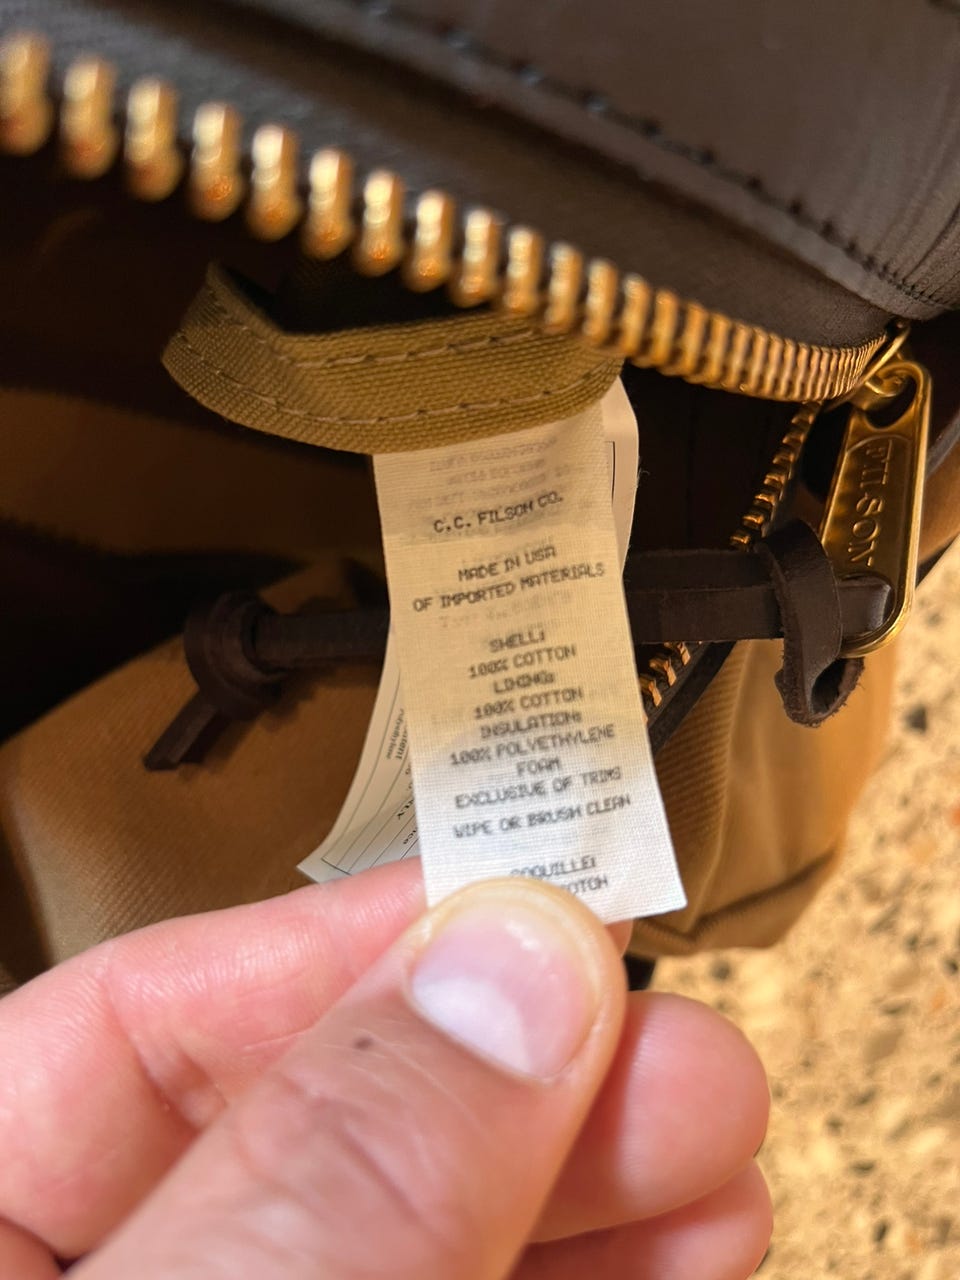 C.C. FILSON CO.
MADE IN USA
OF IMPORTED MATERIALS
SHELL:
100% COTTON
LINING:
100% COTTON
INSULATION:
100% POLYETHYLENE
FOAM
EXCLUSIVE OF TRIMS
WIPE OR BRUSH CLEAN
COQUILLE:
FILSON